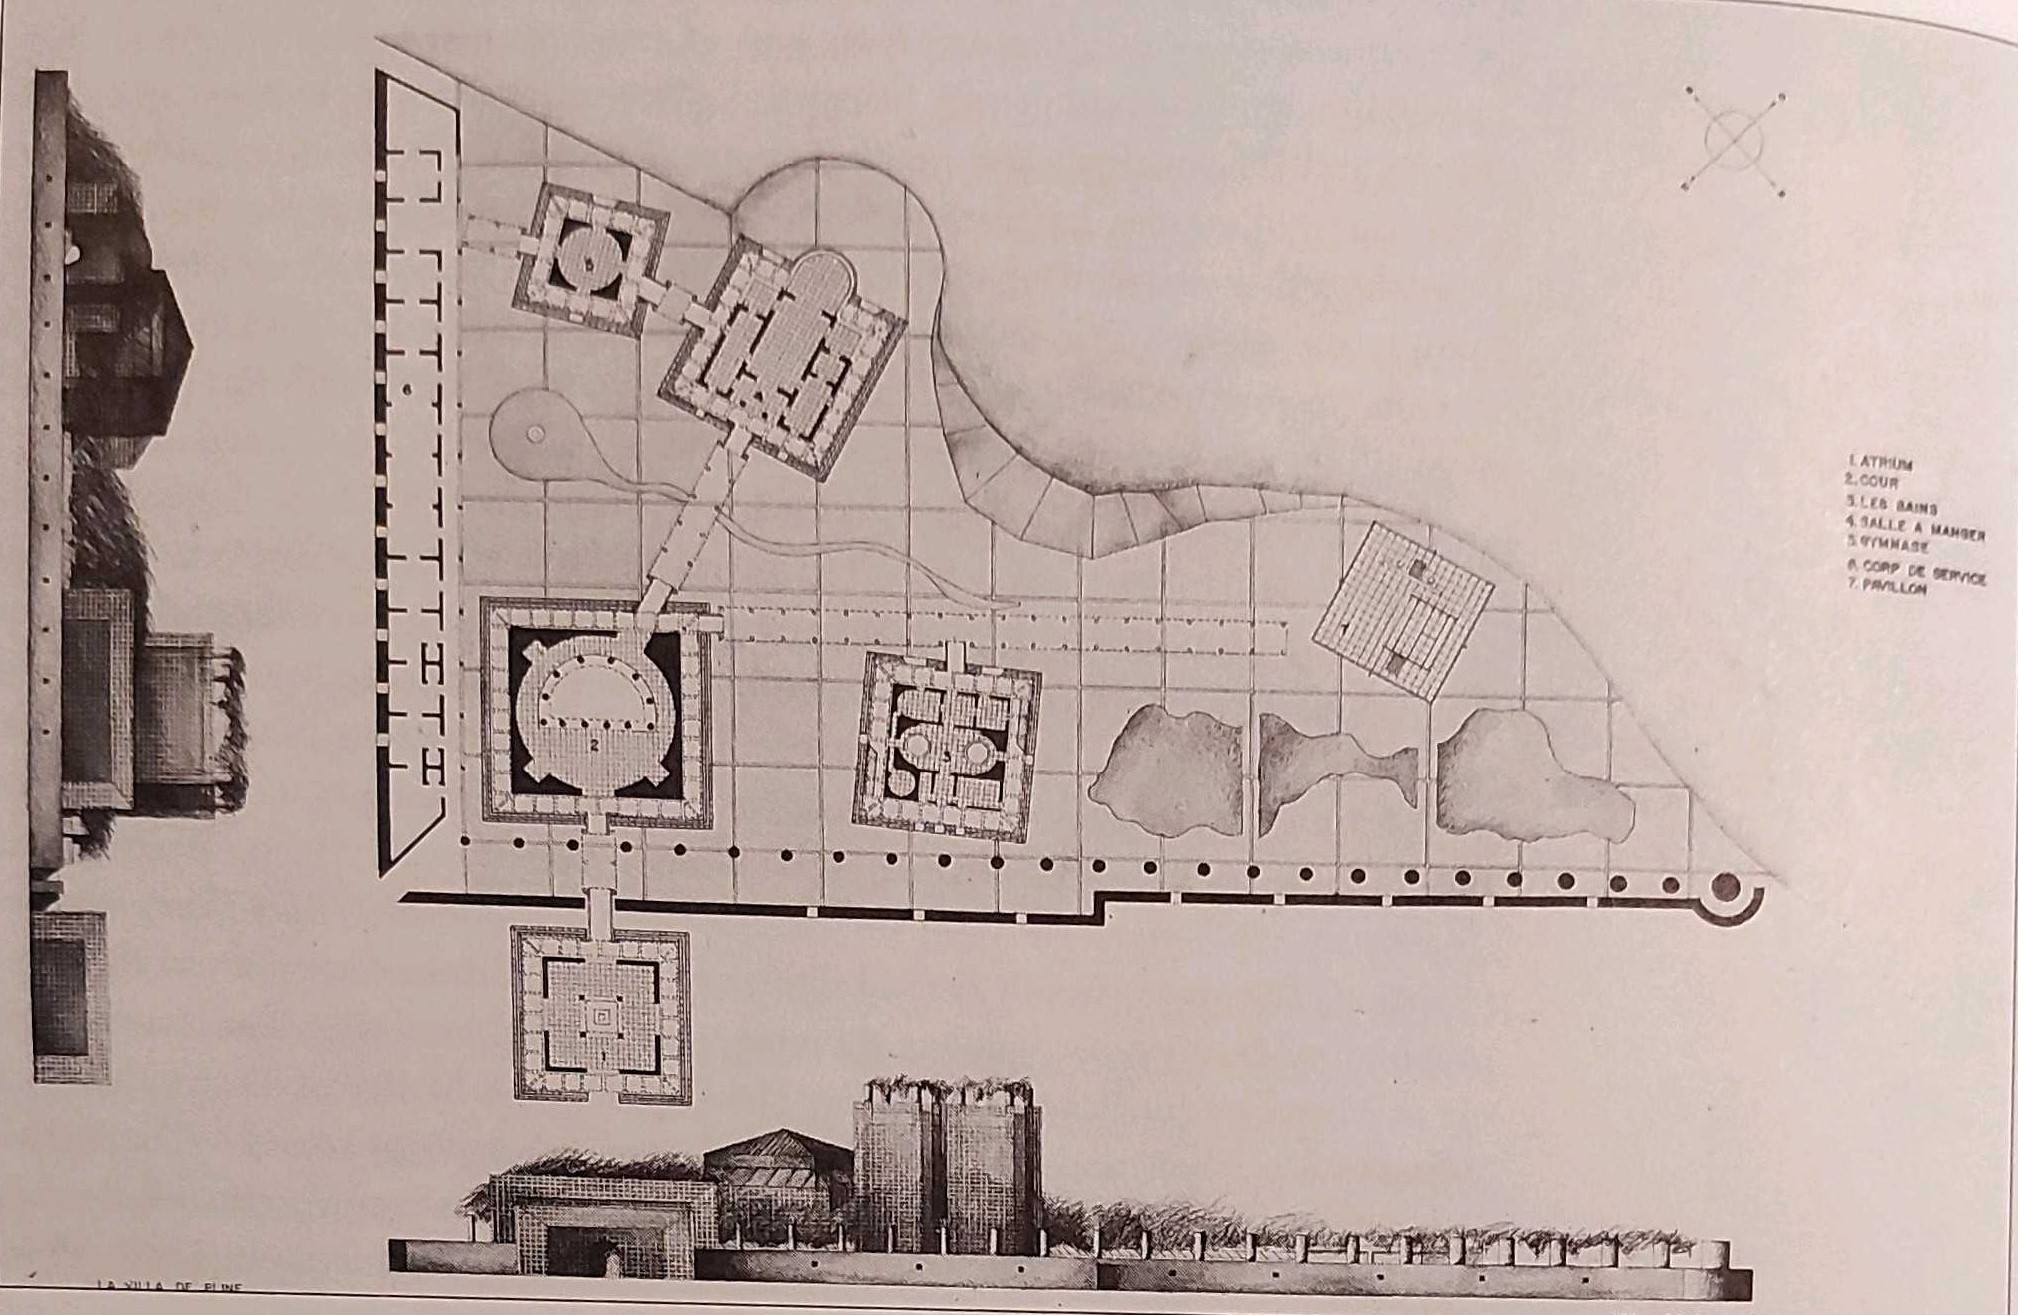 1. ATRIUM
2. COUR
3. LES BAINS
4. SALLE A MANGER
5. GYMNASE
6. CORP DE SERVICE
7. PAVILLON
5
6
2
3
1
LA VILLA DE PLINE